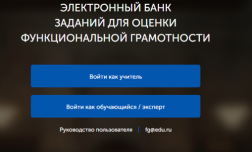 ЭЛЕКТРОННЫЙ БАНК
ЗАДАНИЙ ДЛЯ ОЦЕНКИ
ФУНКЦИОНАЛЬНОЙ ГРАМОТНОСТИ
Войти как учитель
Войти как обучающийся / эксперт
Руководство пользователя | fg@edu.ru